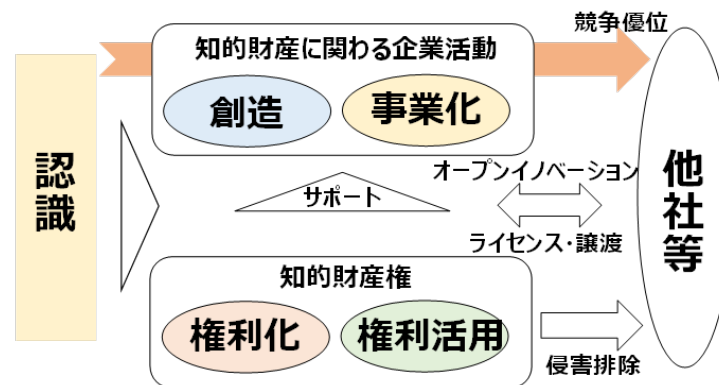 競争優位
知的財産に関わる企業活動
創造
事業化
認識
オープンイノベーション
サポート
ライセンス・譲渡
他社等
知的財産権
権利化
権利活用
侵害排除